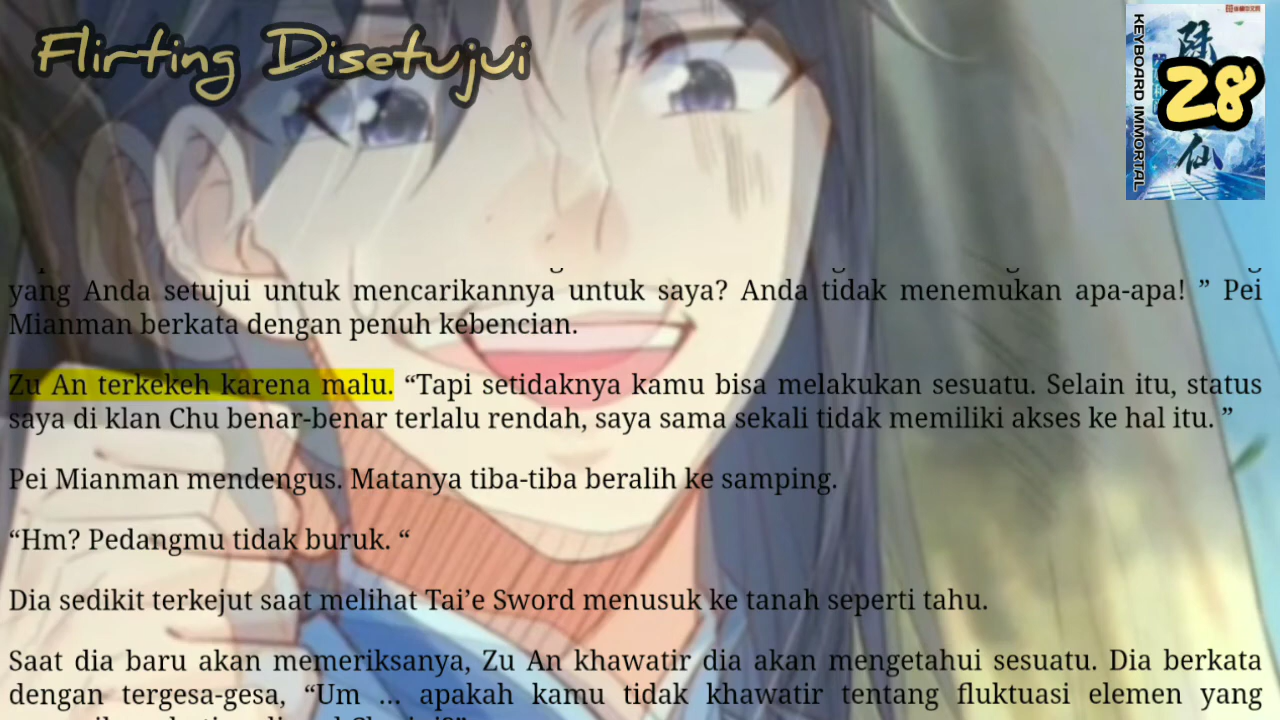 Flirting Disetujui
KEYBOARD IMMORTAL
陆
28
仙
yang Anda setujui untuk mencarikannya untuk saya? Anda tidak menemukan apa-apa! ” Pei
Mianman berkata dengan penuh kebencian.
Zu An terkekeh karena malu. “Tapi setidaknya kamu bisa melakukan sesuatu. Selain itu, status
saya di klan Chu benar-benar terlalu rendah, saya sama sekali tidak memiliki akses ke hal itu. ”
Pei Mianman mendengus. Matanya tiba-tiba beralih ke samping.
“Hm? Pedangmu tidak buruk. “
Dia sedikit terkejut saat melihat Tai’e Sword menusuk ke tanah seperti tahu.
Saat dia baru akan memeriksanya, Zu An khawatir dia akan mengetahui sesuatu. Dia berkata
dengan tergesa-gesa, “Um … apakah kamu tidak khawatir tentang fluktuasi elemen yang